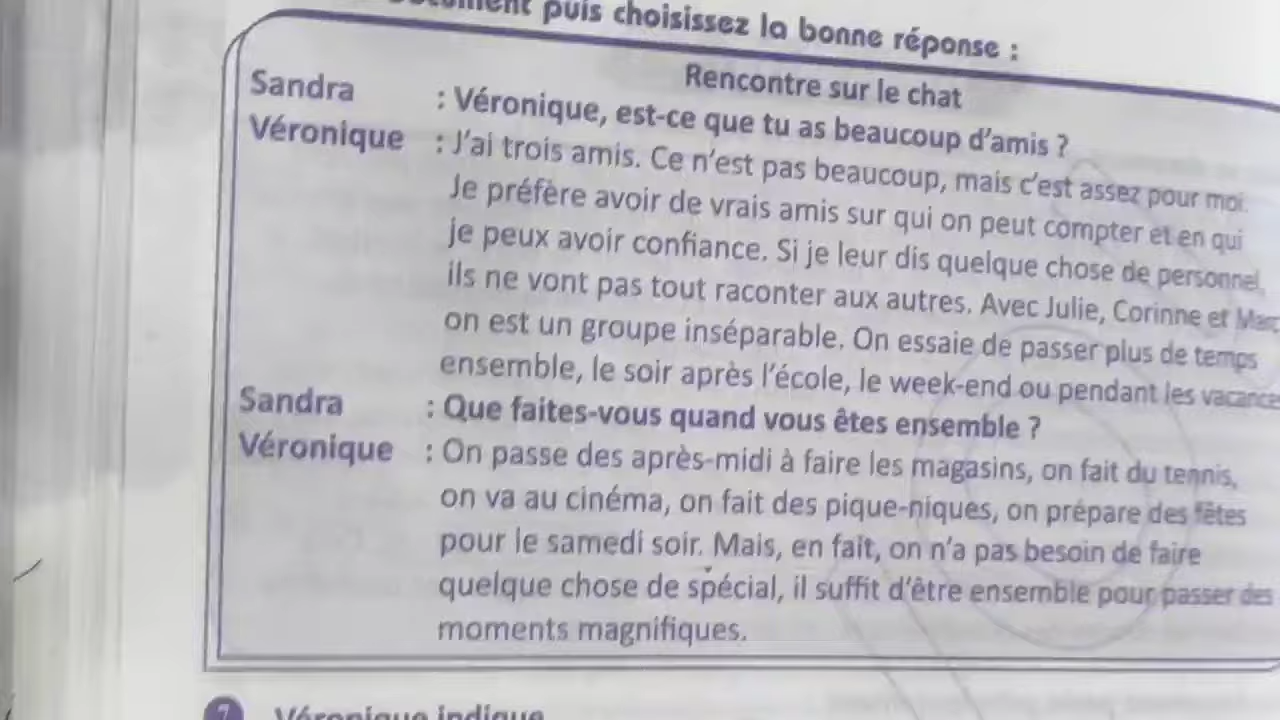 puis choisissez la bonne réponse :
Rencontre sur le chat
Sandra : Véronique, est-ce que tu as beaucoup d'amis ?
Véronique : J'ai trois amis. Ce n'est pas beaucoup, mais c'est assez pour moi.
Je préfère avoir de vrais amis sur qui on peut compter et en qui
je peux avoir confiance. Si je leur dis quelque chose de personnel,
ils ne vont pas tout raconter aux autres. Avec Julie, Corinne et
on est un groupe inséparable. On essaie de passer plus de temps
ensemble, le soir après l'école, le week-end ou pendant les vacances
Sandra : Que faites-vous quand vous êtes ensemble ?
Véronique : On passe des après-midi à faire les magasins, on fait du tennis,
on va au cinéma, on fait des pique-niques, on prépare des fêtes
pour le samedi soir. Mais, en fait, on n'a pas besoin de faire
quelque chose de spécial, il suffit d'être ensemble pour passer des
moments magnifiques.
7 Véronique indique